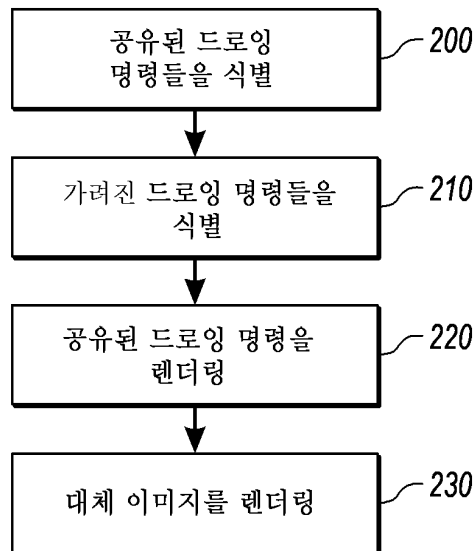 공유된 드로잉
명령들을 식별
200
가려진 드로잉 명령들을
식별
210
공유된 드로잉 명령을
렌더링
220
대체 이미지를 렌더링
230